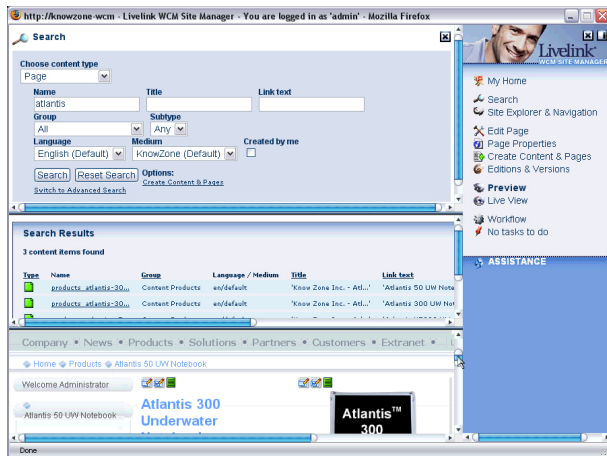 http://knowzone-wcm - Livelink WCM Site Manager - You are logged in as 'admin' - Mozilla Firefox
Search
Choose content type
Page
Name Title Link text
atlantis
Group Subtype
All Any
Language Medium Created by me
English (Default) KnowZone (Default)
Search Reset Search Options:
Create Content & Pages
Switch to Advanced Search
Search Results
3 content items found
Type Name Group Language / Medium Title Link text
products_atlantis-30... Content Products en/default 'Know Zone Inc. - Atl...' 'Atlantis 50 UW Note
products_atlantis-30... Content Products en/default 'Know Zone Inc. - Atl...' 'Atlantis 300 UW No
Company • News • Products • Solutions • Partners • Customers • Extranet •
Home Products Atlantis 50 UW Notebook
Welcome Administrator
Atlantis 50 UW Notebook
Atlantis 300
Underwater
Atlantis™
300
Done
Livelink
WCM SITE MANAGER
My Home
Search
Site Explorer & Navigation
Edit Page
Page Properties
Create Content & Pages
Editions & Versions
Preview
Live View
Workflow
No tasks to do
ASSISTANCE